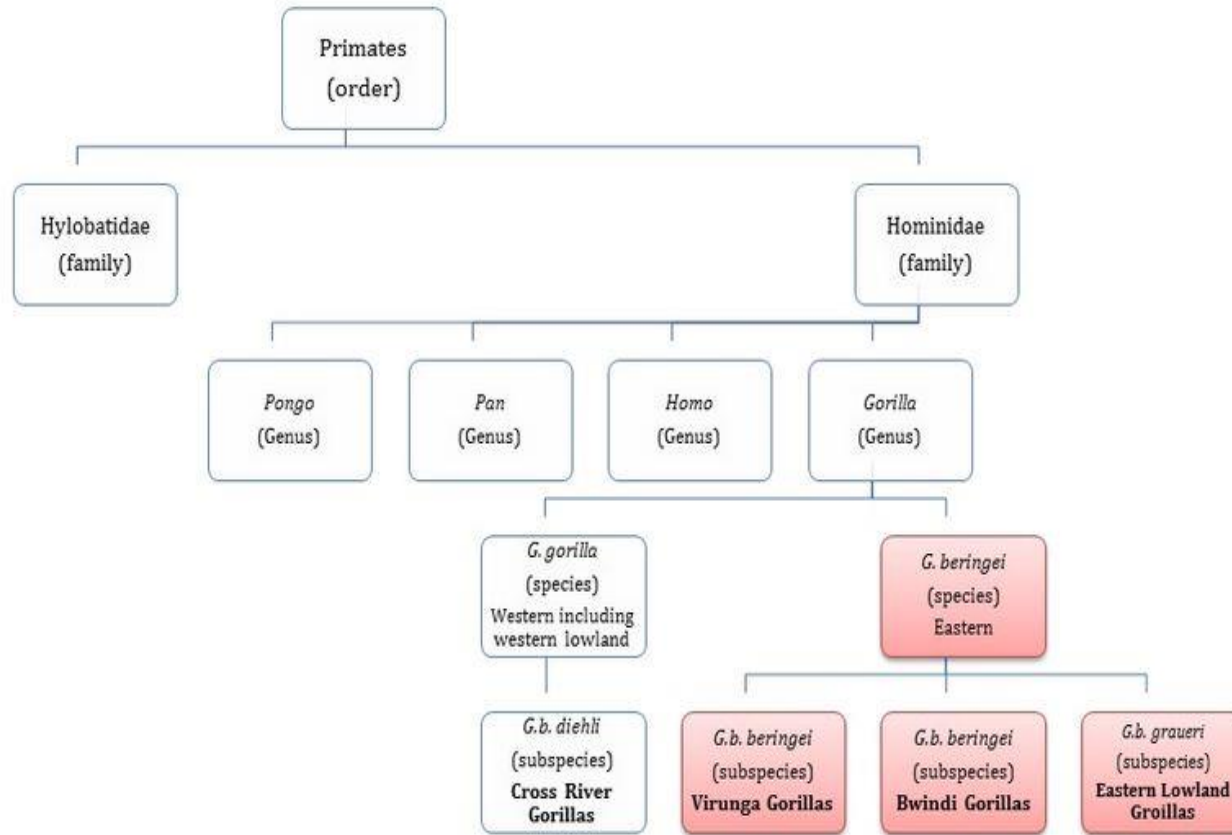 Primates
(order)
Hylobatidae
(family)
Hominidae
(family)
Pongo
(Genus)
Pan
(Genus)
Homo
(Genus)
Gorilla
(Genus)
G. gorilla
(species)
Western including
western lowland
G. beringei
(species)
Eastern
G.b. diehli
(subspecies)
Cross River
Gorillas
G.b. beringei
(subspecies)
Virunga Gorillas
G.b. beringei
(subspecies)
Bwindi Gorillas
G.b. graueri
(subspecies)
Eastern Lowland
Groillas